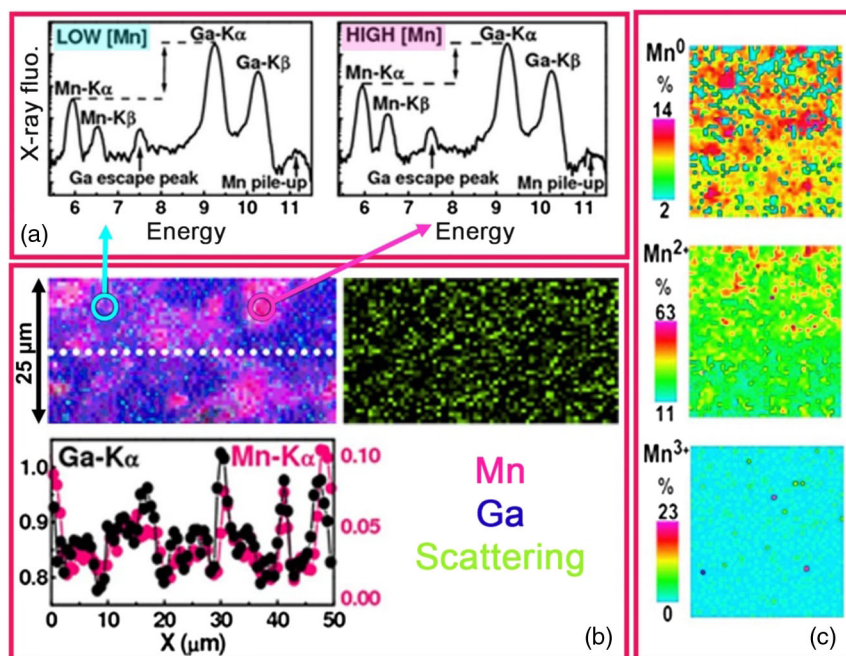 LOW [Mn]
Ga-Kα
Ga-Kβ
Mn-Kα
Mn-Kβ
X-ray fluo.
Ga escape peak
Mn pile-up
6 7 8 9 10 11
Energy
HIGH [Mn]
Ga-Kα
Ga-Kβ
Mn-Kα
Mn-Kβ
Ga escape peak
Mn pile-up
6 7 8 9 10 11
Energy
(a)
25 µm
Ga-Kα
Mn-Kα
1.0
0.9
0.8
0.10
0.05
0.00
0 10 20 30 40 50
X (µm)
Mn
Ga
Scattering
(b)
Mn0
%
14
2
Mn2+
%
63
11
Mn3+
%
23
0
(c)